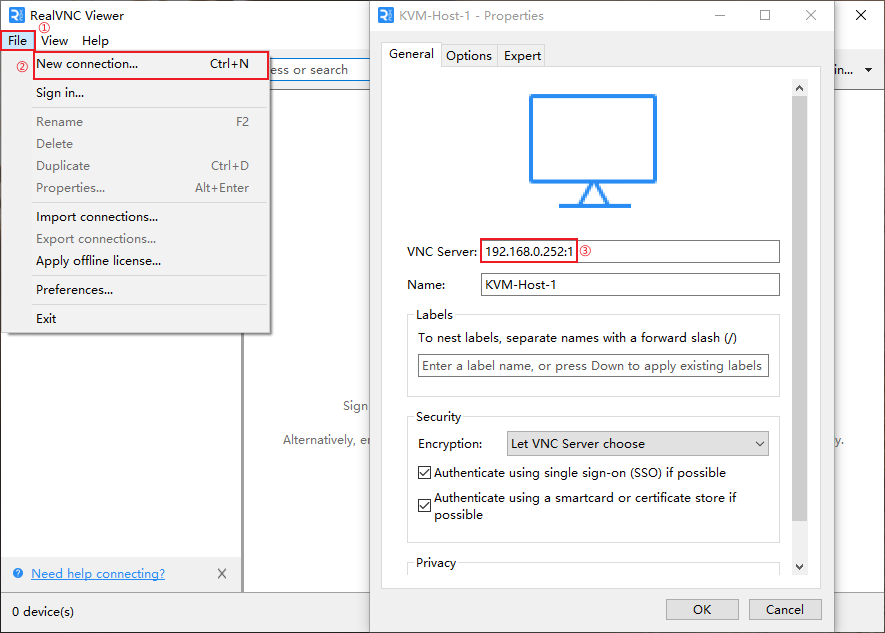 RealVNC Viewer
①
File View Help
②
New connection... Ctrl+N
Sign in...
Rename F2
Delete
Duplicate Ctrl+D
Properties... Alt+Enter
Import connections...
Export connections...
Apply offline license...
Preferences...
Exit
ess or search
in...
Sign
Alternatively, en
y.
Need help connecting?
0 device(s)
KVM-Host-1 - Properties
General Options Expert
VNC Server: 192.168.0.252:1 ③
Name: KVM-Host-1
Labels
To nest labels, separate names with a forward slash (/)
Enter a label name, or press Down to apply existing labels
Security
Encryption: Let VNC Server choose
Authenticate using single sign-on (SSO) if possible
Authenticate using a smartcard or certificate store if
possible
Privacy
OK Cancel